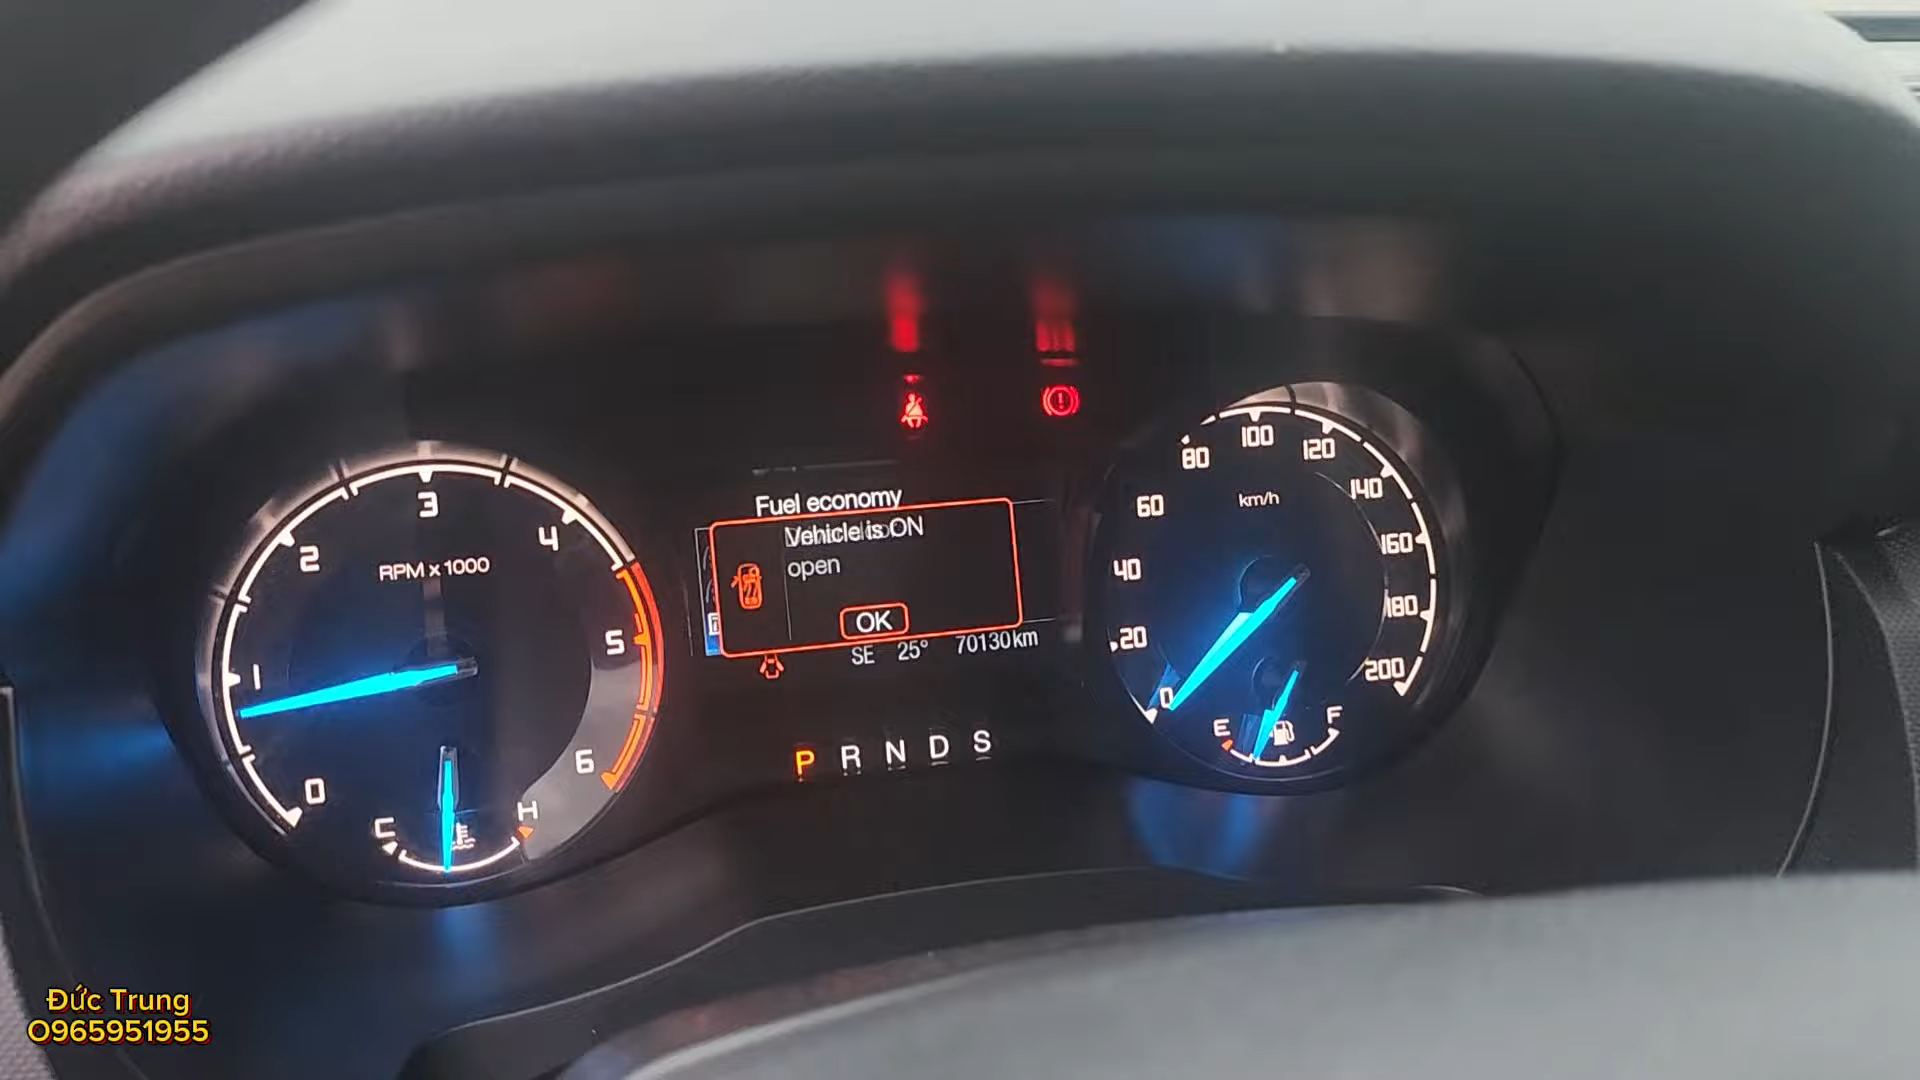 3
2
4
RPM x 1000
1
5
0
6
C
H
Fuel economy
Vehicle is ON
open
OK
SE 25° 70130 km
P R N D S
100
80
120
60
km/h
140
40
160
20
180
0
200
E
F
Đức Trung
0965951955